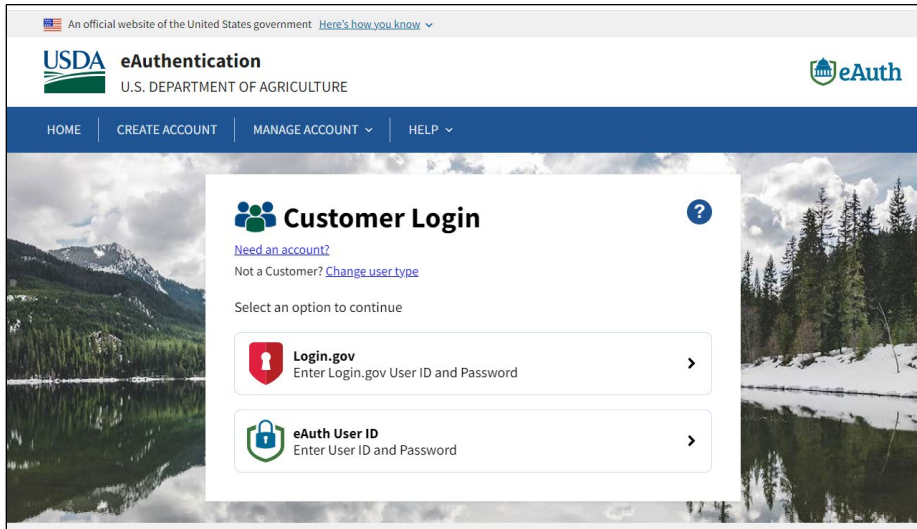 An official website of the United States government Here's how you know
USDA eAuthentication
U.S. DEPARTMENT OF AGRICULTURE
eAuth
HOME CREATE ACCOUNT MANAGE ACCOUNT HELP
Customer Login
?
Need an account?
Not a Customer? Change user type
Select an option to continue
Login.gov
Enter Login.gov User ID and Password
eAuth User ID
Enter User ID and Password